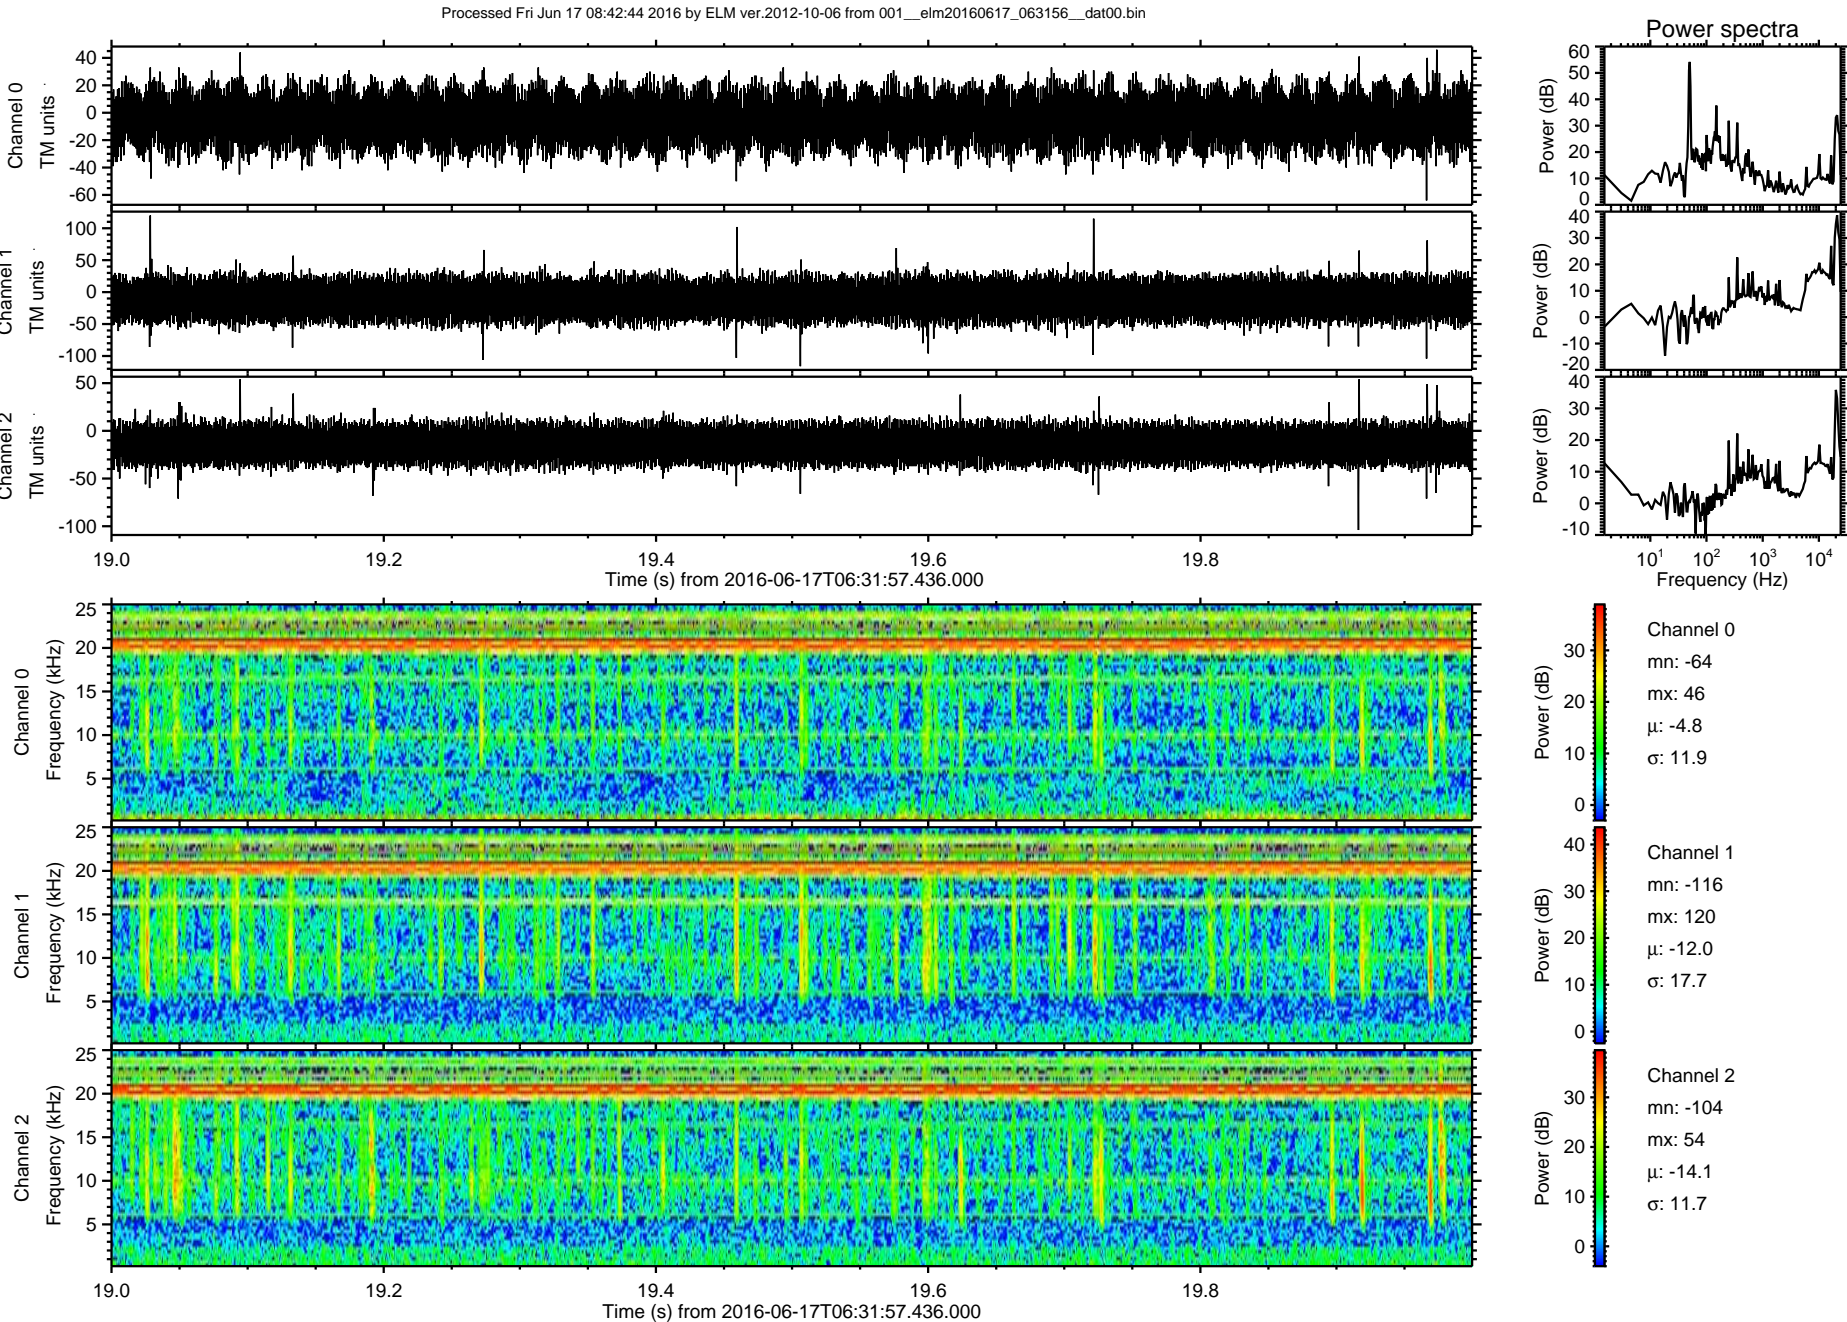 Processed Fri Jun 17 08:42:44 2016 by ELM ver.2012-10-06 from 001__elm20160617_063156__dat00.bin
Power spectra
Channel 0
TM units
40
20
0
-20
-40
-60
Power (dB)
60
50
40
30
20
10
0
Channel 1
TM units
100
50
0
-50
-100
Power (dB)
40
30
20
10
0
-10
-20
Channel 2
TM units
50
0
-50
-100
Power (dB)
40
30
20
10
0
-10
19.0 19.2 19.4 19.6 19.8
Time (s) from 2016-06-17T06:31:57.436.000
10^1 10^2 10^3 10^4
Frequency (Hz)
Channel 0
Frequency (kHz)
25
20
15
10
5
Power (dB)
30
20
10
0
Channel 0
mn: -64
mx: 46
μ: -4.8
σ: 11.9
Channel 1
Frequency (kHz)
25
20
15
10
5
Power (dB)
40
30
20
10
0
Channel 1
mn: -116
mx: 120
μ: -12.0
σ: 17.7
Channel 2
Frequency (kHz)
25
20
15
10
5
Power (dB)
30
20
10
0
Channel 2
mn: -104
mx: 54
μ: -14.1
σ: 11.7
19.0 19.2 19.4 19.6 19.8
Time (s) from 2016-06-17T06:31:57.436.000